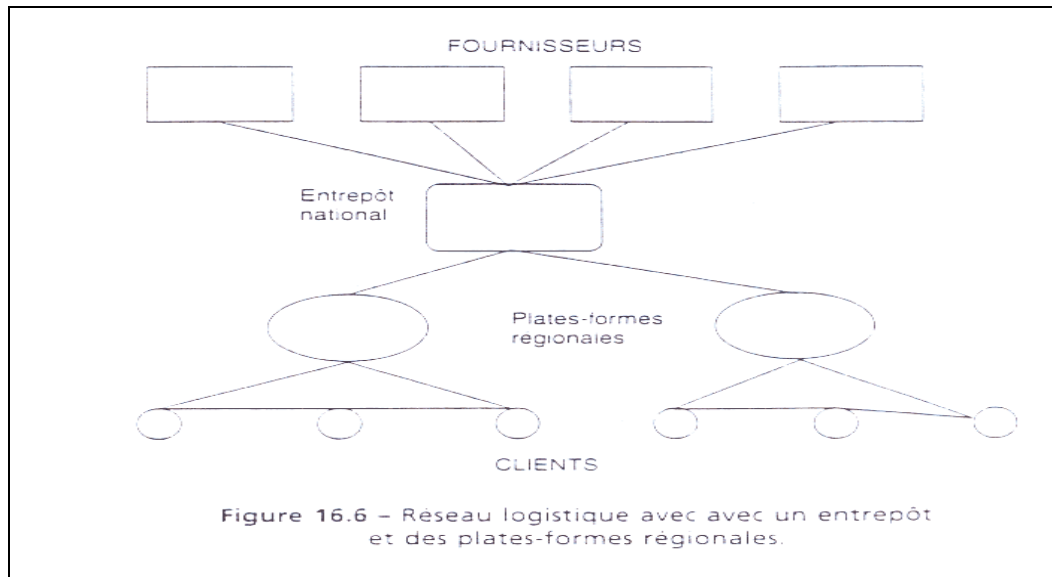 FOURNISSEURS
Entrepôt
national
Plates-formes
régionales
CLIENTS
Figure 16.6 – Réseau logistique avec avec un entrepôt
et des plates-formes régionales.